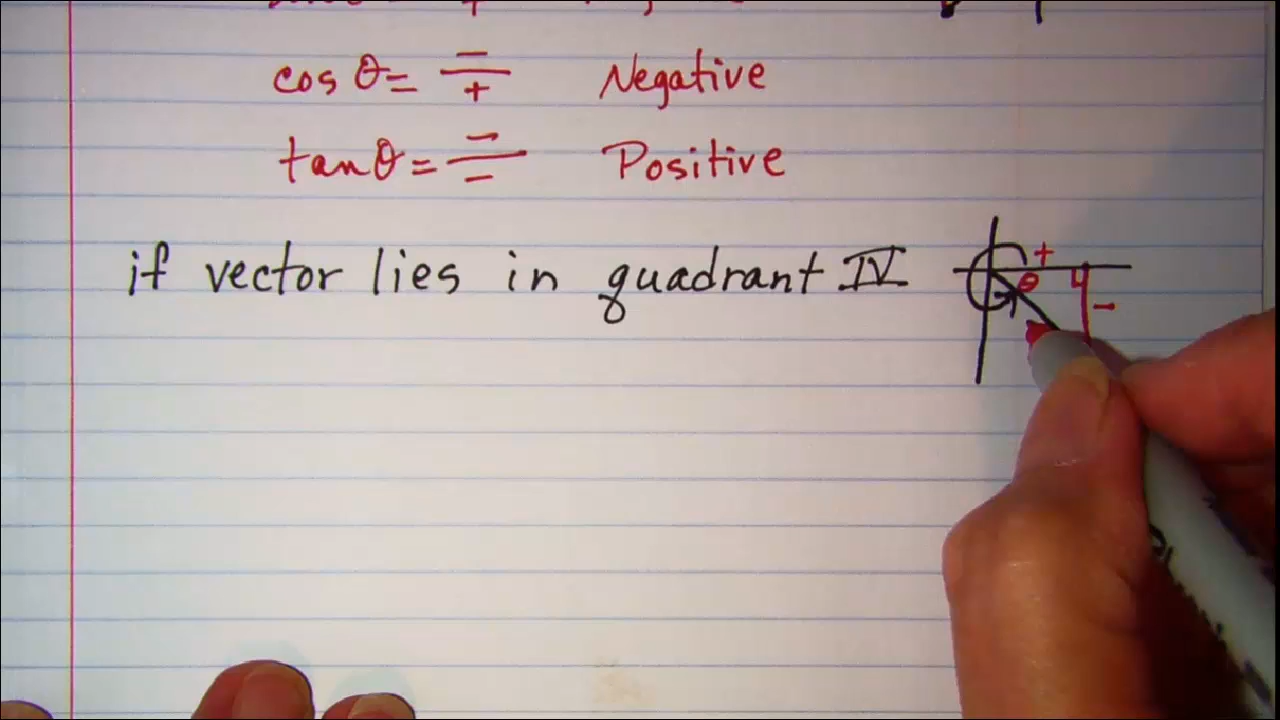 cos θ = −/+ Negative
tan θ = −/− Positive
if vector lies in quadrant IV
+
θ
−